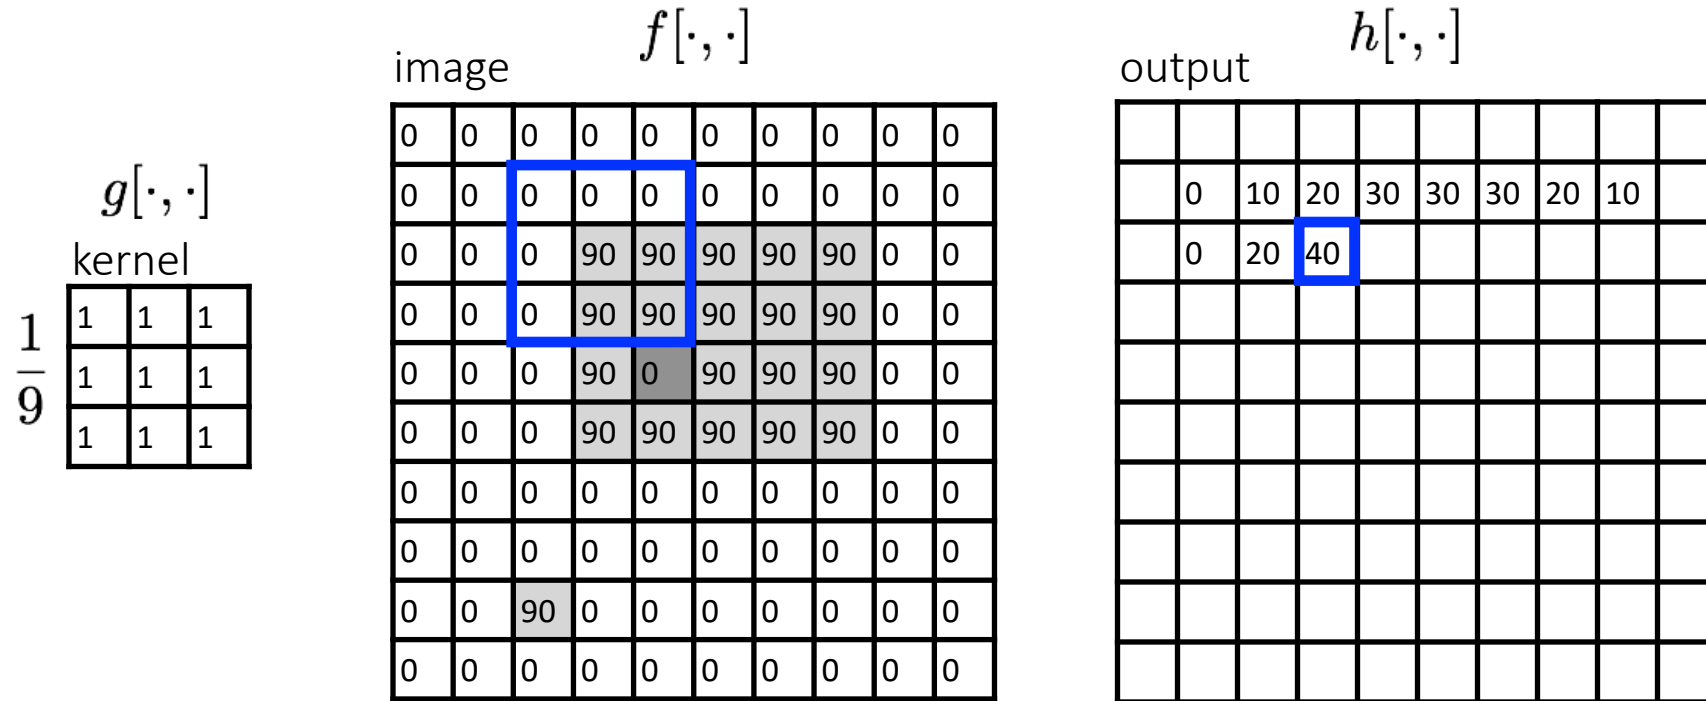 f[·, ·]
h[·, ·]
image
output
g[·, ·]
kernel
1/9
1 1 1
1 1 1
1 1 1
0 0 0 0 0 0 0 0 0 0
0 0 0 0 0 0 0 0 0 0
0 0 0 90 90 90 90 90 0 0
0 0 0 90 90 90 90 90 0 0
0 0 0 90 0 90 90 90 0 0
0 0 0 90 90 90 90 90 0 0
0 0 0 0 0 0 0 0 0 0
0 0 0 0 0 0 0 0 0 0
0 0 90 0 0 0 0 0 0 0
0 0 0 0 0 0 0 0 0 0
0 10 20 30 30 30 20 10
0 20 40